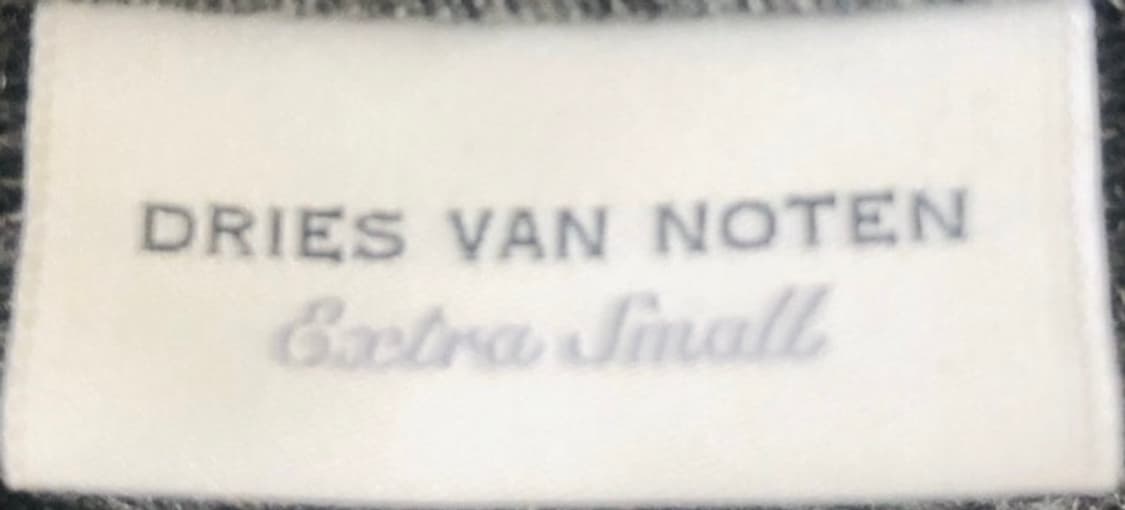 DRIES VAN NOTEN
Extra Small